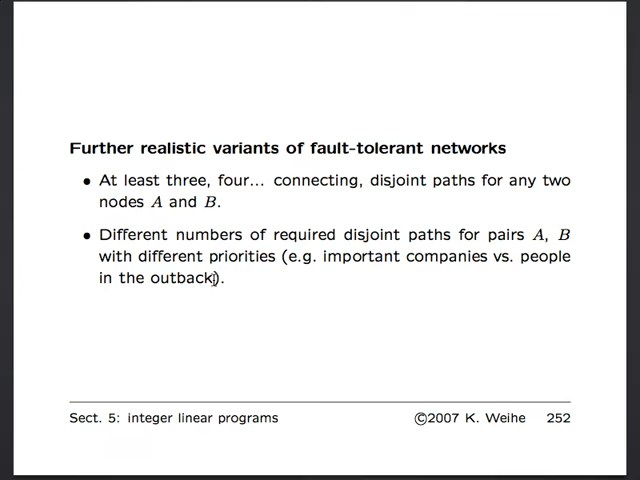 Further realistic variants of fault-tolerant networks
• At least three, four... connecting, disjoint paths for any two
nodes A and B.
• Different numbers of required disjoint paths for pairs A, B
with different priorities (e.g. important companies vs. people
in the outback).
Sect. 5: integer linear programs ©2007 K. Weihe 252